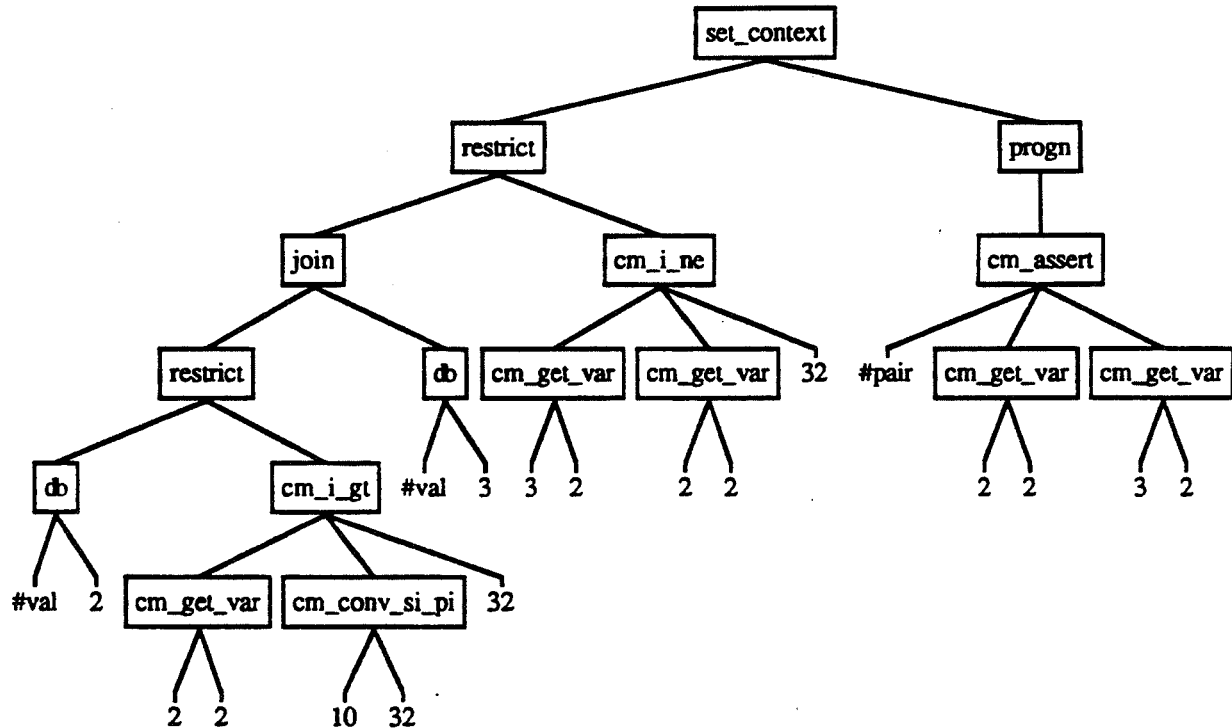 set_context
restrict progn
join cm_i_ne cm_assert
restrict db cm_get_var cm_get_var 32 #pair cm_get_var cm_get_var
db cm_i_gt #val 3 3 2 2 2 2 2 3 2
#val 2 cm_get_var cm_conv_si_pi 32
2 2 10 32